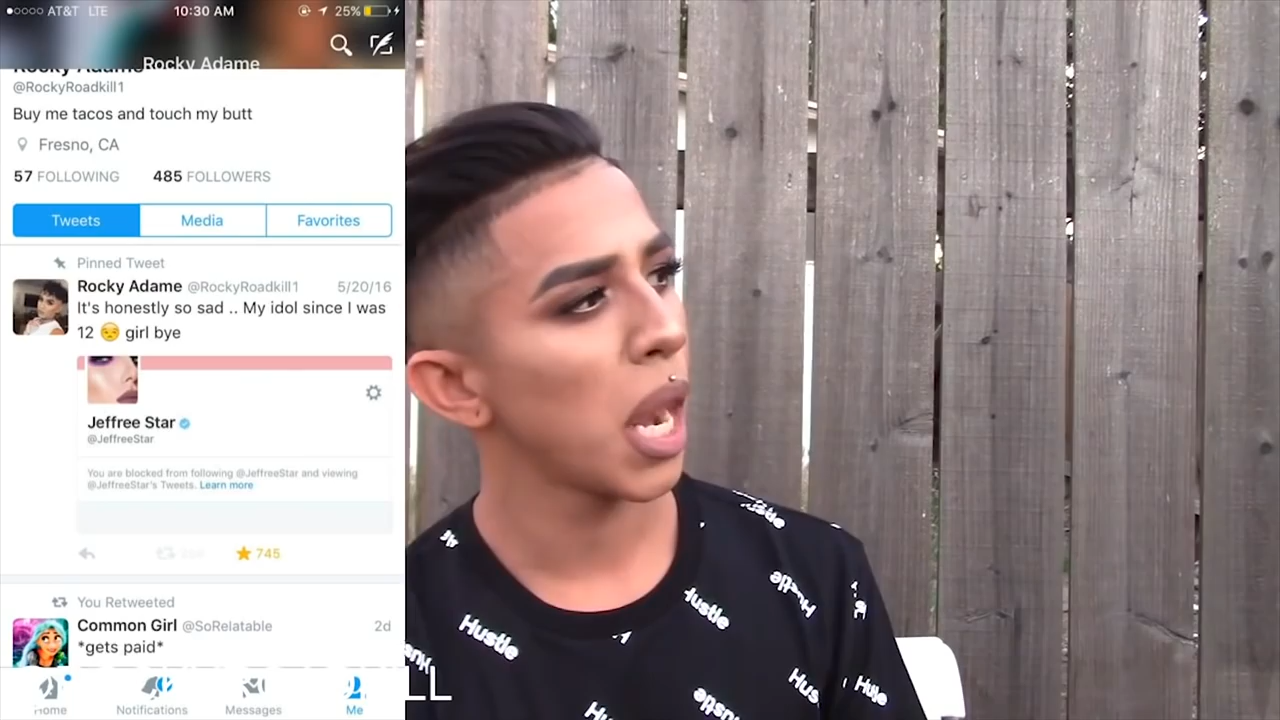 AT&T LTE 10:30 AM 25%
Rocky Adame
Rocky Adame
@RockyRoadkill1
Buy me tacos and touch my butt
Fresno, CA
57 FOLLOWING 485 FOLLOWERS
Tweets Media Favorites
Pinned Tweet
Rocky Adame @RockyRoadkill1 5/20/16
It's honestly so sad .. My idol since I was
12 girl bye
Jeffree Star
@JeffreeStar
You are blocked from following @JeffreeStar and viewing
@JeffreeStar's Tweets. Learn more
745
You Retweeted
Common Girl @SoRelatable 2d
*gets paid*
Home Notifications Messages Me
Hustle
Hustle
Hustle
Hustle
LL